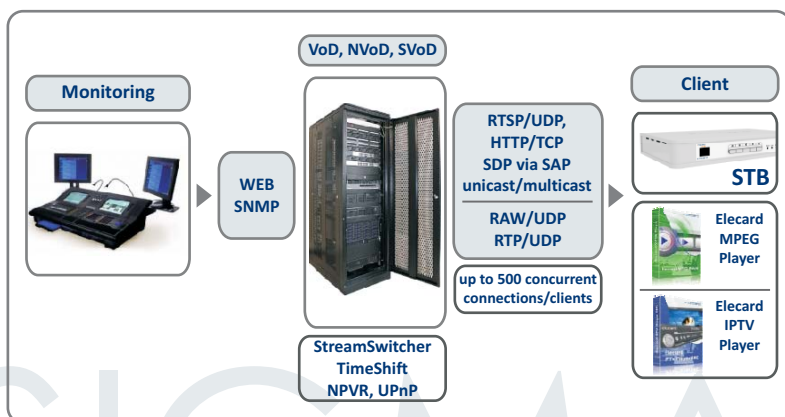 Monitoring
WEB
SNMP
VoD, NVoD, SVoD
StreamSwitcher
TimeShift
NPVR, UPnP
RTSP/UDP,
HTTP/TCP
SDP via SAP
unicast/multicast
RAW/UDP
RTP/UDP
up to 500 concurrent
connections/clients
Client
STB
Elecard
MPEG
Player
Elecard
IPTV
Player